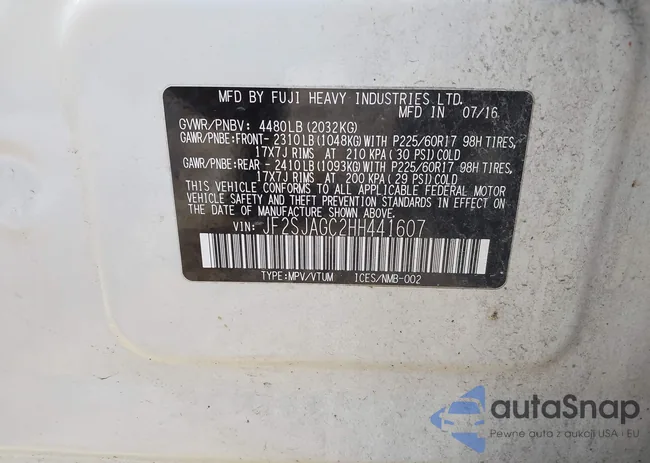 MFD BY FUJI HEAVY INDUSTRIES LTD.
MFD IN 07/16
GVWR/PNBV: 4480LB(2032KG)
GAWR/PNBE:FRONT- 2310LB(1048KG)WITH P225/60R17 98H TIRES,
17X7J RIMS AT 210 KPA(30 PSI)COLD
GAWR/PNBE:REAR - 2410LB(1093KG)WITH P225/60R17 98H TIRES,
17X7J RIMS AT 200 KPA(29 PSI)COLD
THIS VEHICLE CONFORMS TO ALL APPLICABLE FEDERAL MOTOR
VEHICLE SAFETY AND THEFT PREVENTION STANDARDS IN EFFECT ON
THE DATE OF MANUFACTURE SHOWN ABOVE.
VIN: JF2SJAGC2HH441607
TYPE:MPV/VTUM ICES/NMB-002
autoSnap
Pewne auta z aukcji USA i EU